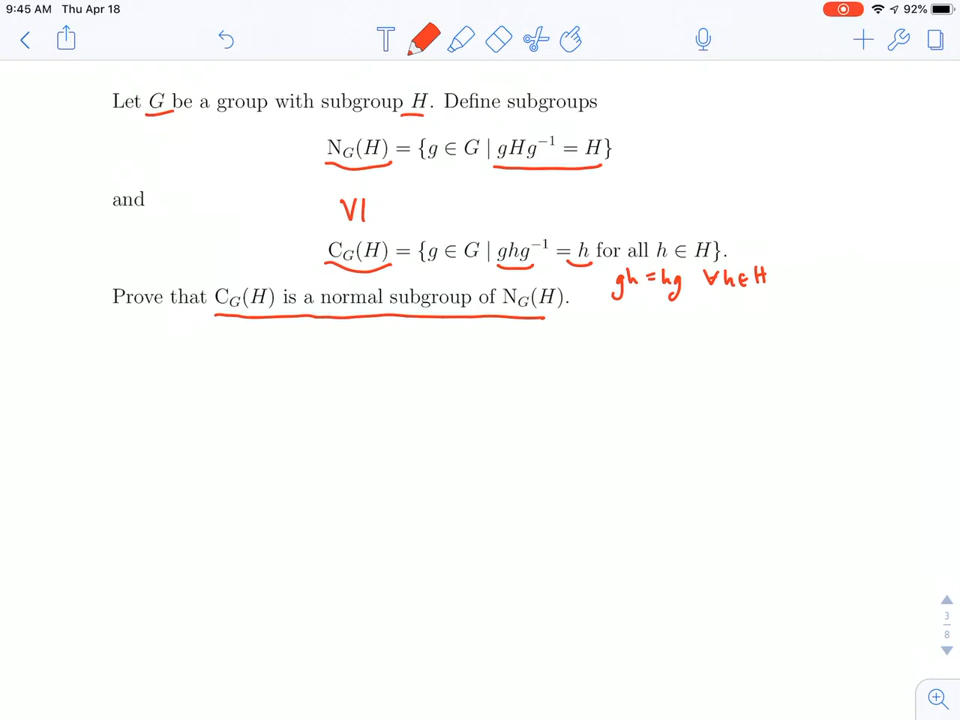 9:45 AM Thu Apr 18 92%
T
Let G be a group with subgroup H. Define subgroups
N_G(H) = {g ∈ G | gHg⁻¹ = H}
and
V|
C_G(H) = {g ∈ G | ghg⁻¹ = h for all h ∈ H}.
gh = hg ∀h∈H
Prove that C_G(H) is a normal subgroup of N_G(H).
3
8